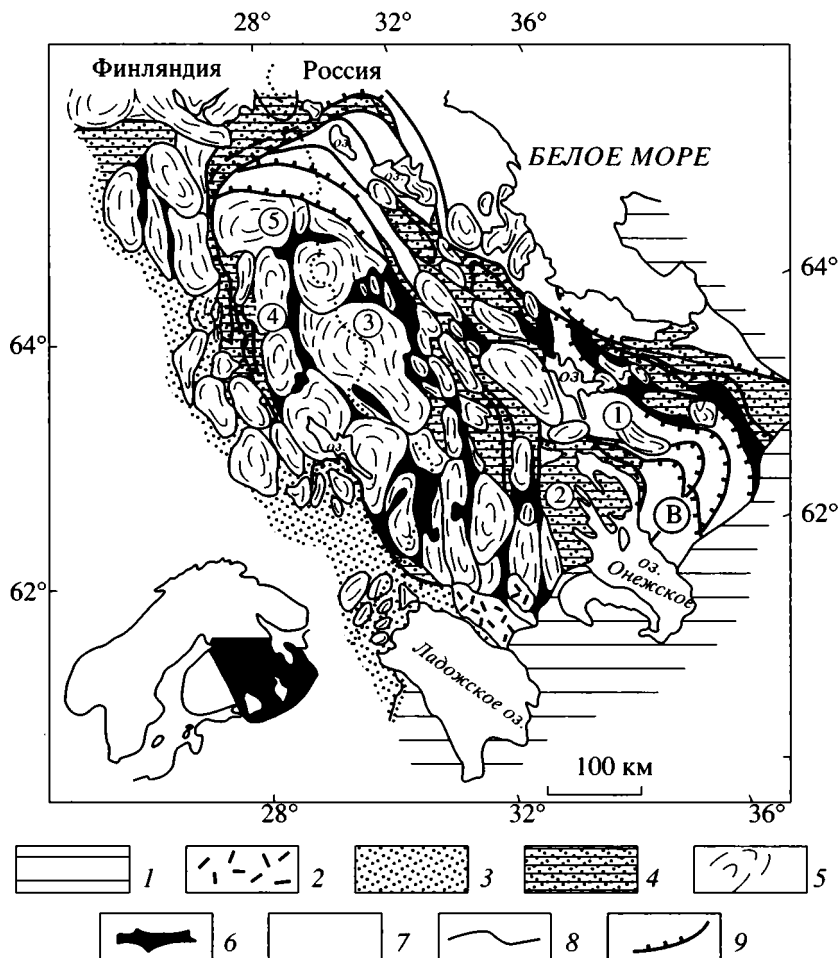 28° 32° 36°
Финляндия Россия
БЕЛОЕ МОРЕ
оз.
оз.
5
64°
4
3
64°
оз.
1
оз.
2
62°
В
оз.
Онежское
62°
Ладожское оз.
100 км
28° 32° 36°
1 2 3 4 5
6 7 8 9